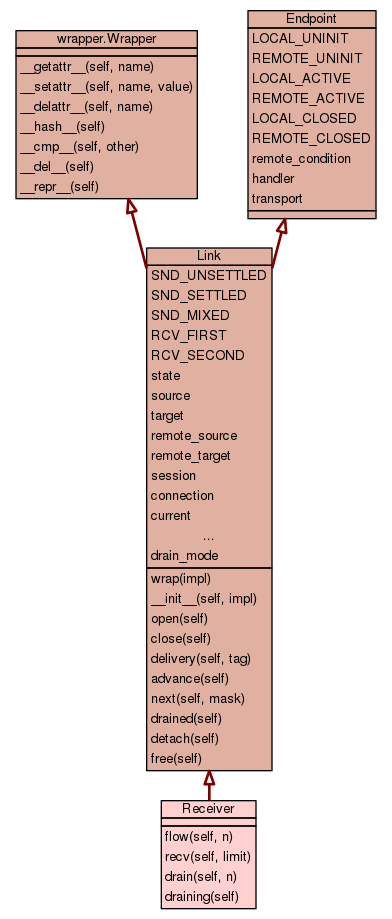 wrapper.Wrapper
__getattr__(self, name)
__setattr__(self, name, value)
__delattr__(self, name)
__hash__(self)
__cmp__(self, other)
__del__(self)
__repr__(self)
Endpoint
LOCAL_UNINIT
REMOTE_UNINIT
LOCAL_ACTIVE
REMOTE_ACTIVE
LOCAL_CLOSED
REMOTE_CLOSED
remote_condition
handler
transport
Link
SND_UNSETTLED
SND_SETTLED
SND_MIXED
RCV_FIRST
RCV_SECOND
state
source
target
remote_source
remote_target
session
connection
current
...
drain_mode
wrap(impl)
__init__(self, impl)
open(self)
close(self)
delivery(self, tag)
advance(self)
next(self, mask)
drained(self)
detach(self)
free(self)
Receiver
flow(self, n)
recv(self, limit)
drain(self, n)
draining(self)